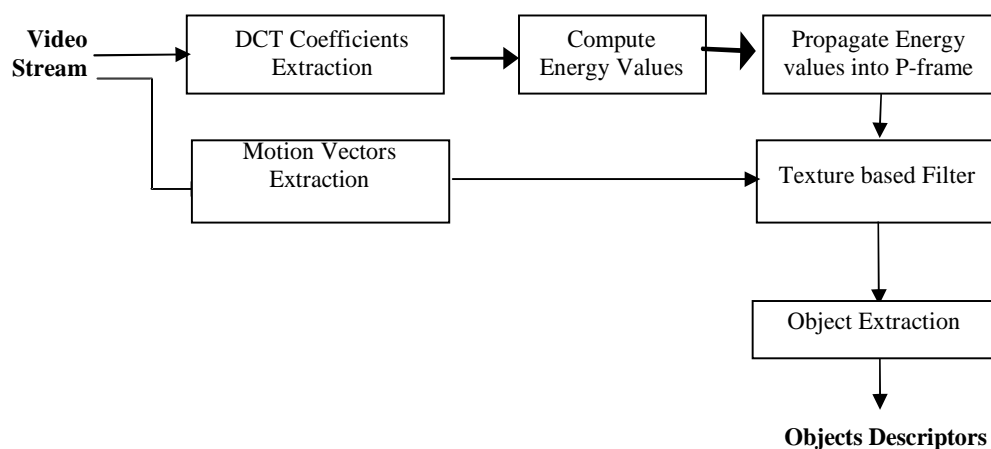 Video
Stream
DCT Coefficients
Extraction
Compute
Energy Values
Propagate Energy
values into P-frame
Motion Vectors
Extraction
Texture based Filter
Object Extraction
Objects Descriptors